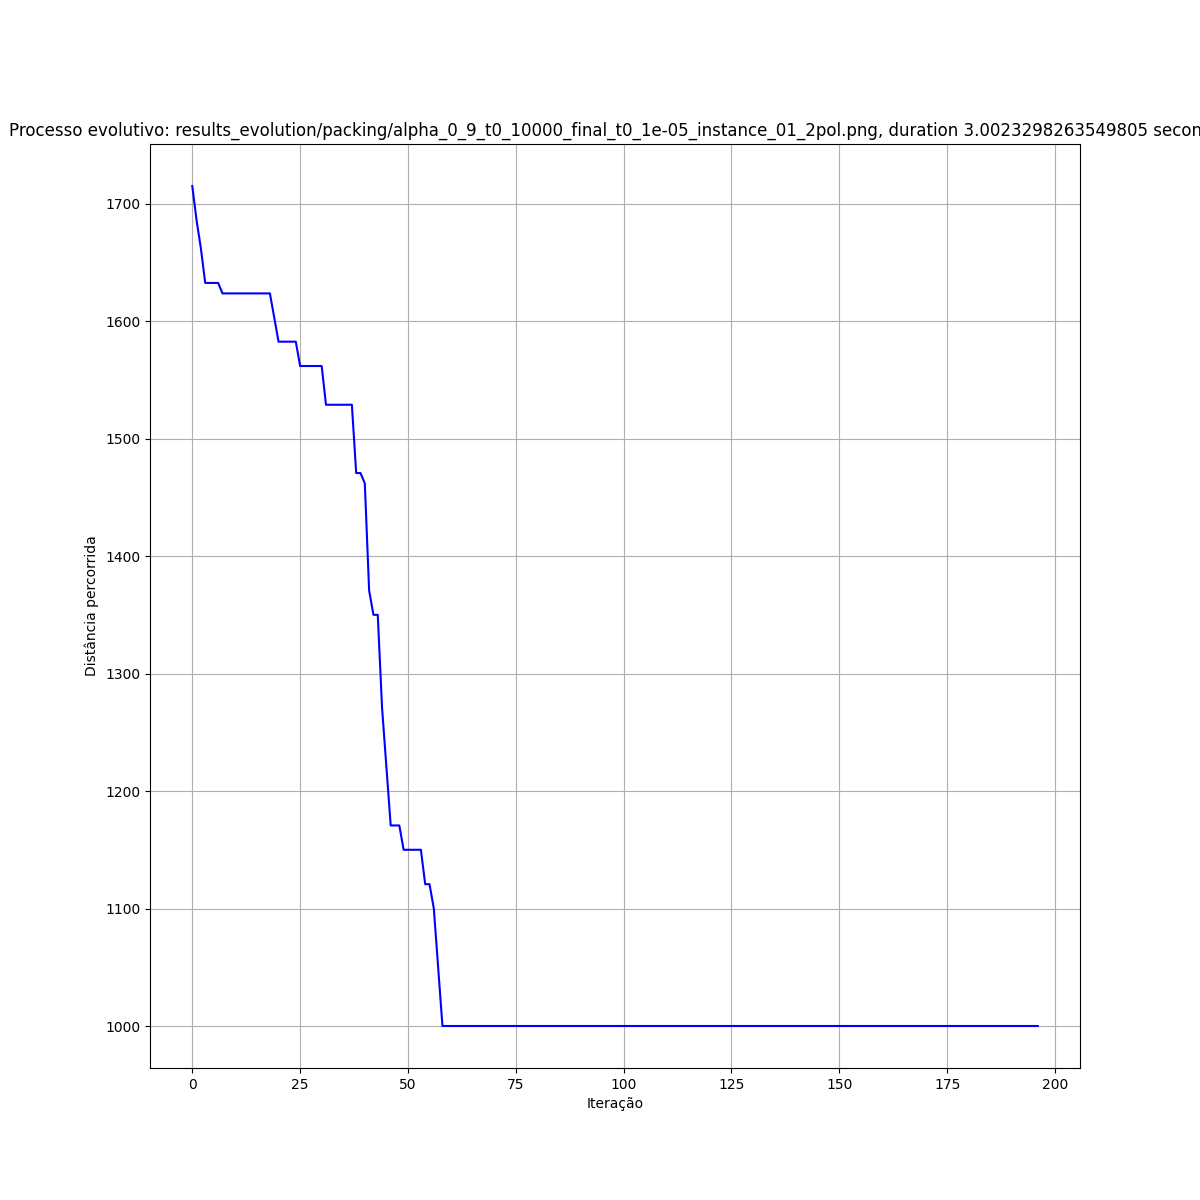 Processo evolutivo: results_evolution/packing/alpha_0_9_t0_10000_final_t0_1e-05_instance_01_2pol.png, duration 3.0023298263549805 secon
1700
1600
1500
1400
1300
1200
1100
1000
Distância percorrida
0 25 50 75 100 125 150 175 200
Iteração